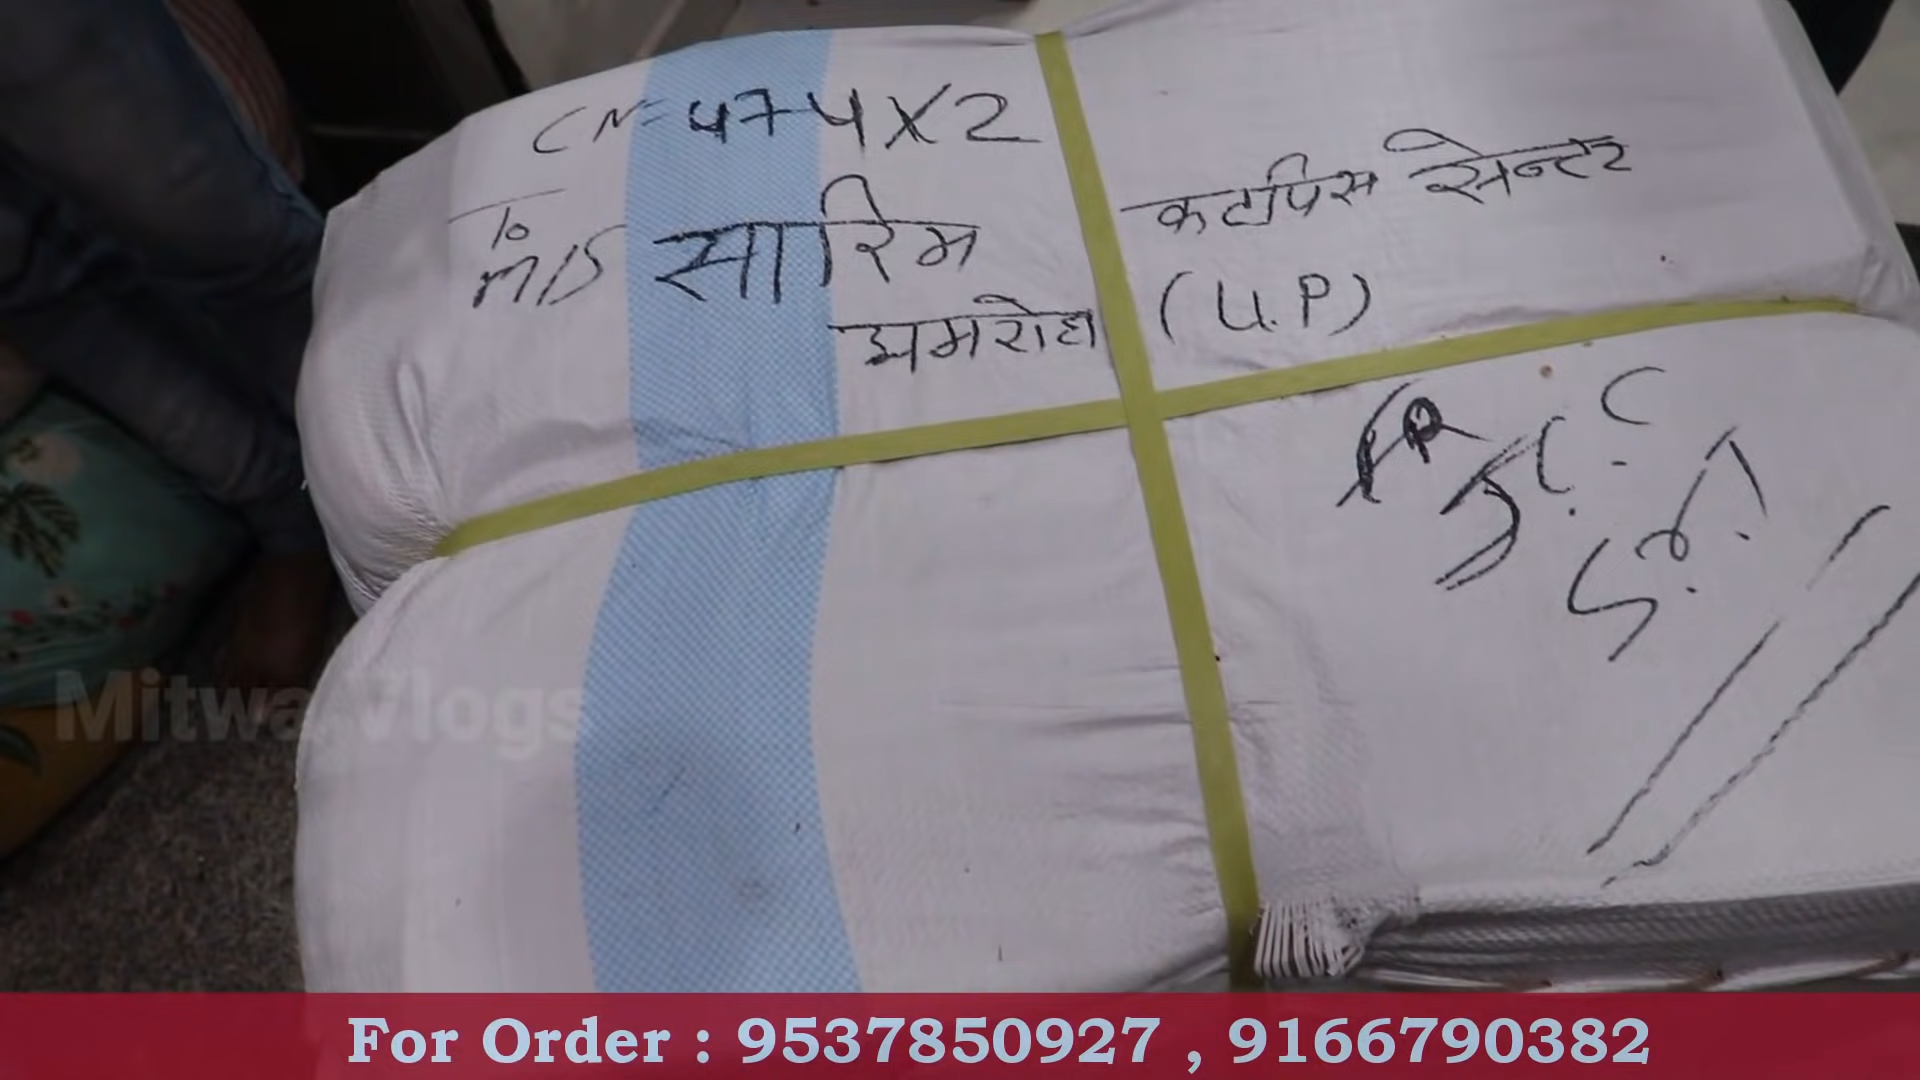 CN= 474X2
To
M/S सारिम कटपिस सेन्टर
अमरोहा (U.P)
Mitwa Vlogs
For Order : 9537850927 , 9166790382